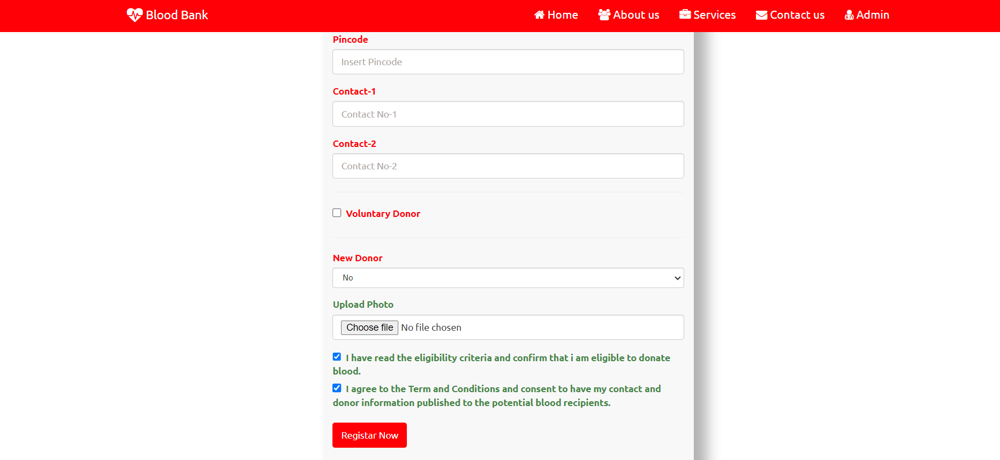 Blood Bank
Home About us Services Contact us Admin
Pincode
Insert Pincode
Contact-1
Contact No-1
Contact-2
Contact No-2
Voluntary Donor
New Donor
No
Upload Photo
Choose file No file chosen
I have read the eligibility criteria and confirm that i am eligible to donate
blood.
I agree to the Term and Conditions and consent to have my contact and
donor information published to the potential blood recipients.
Registar Now